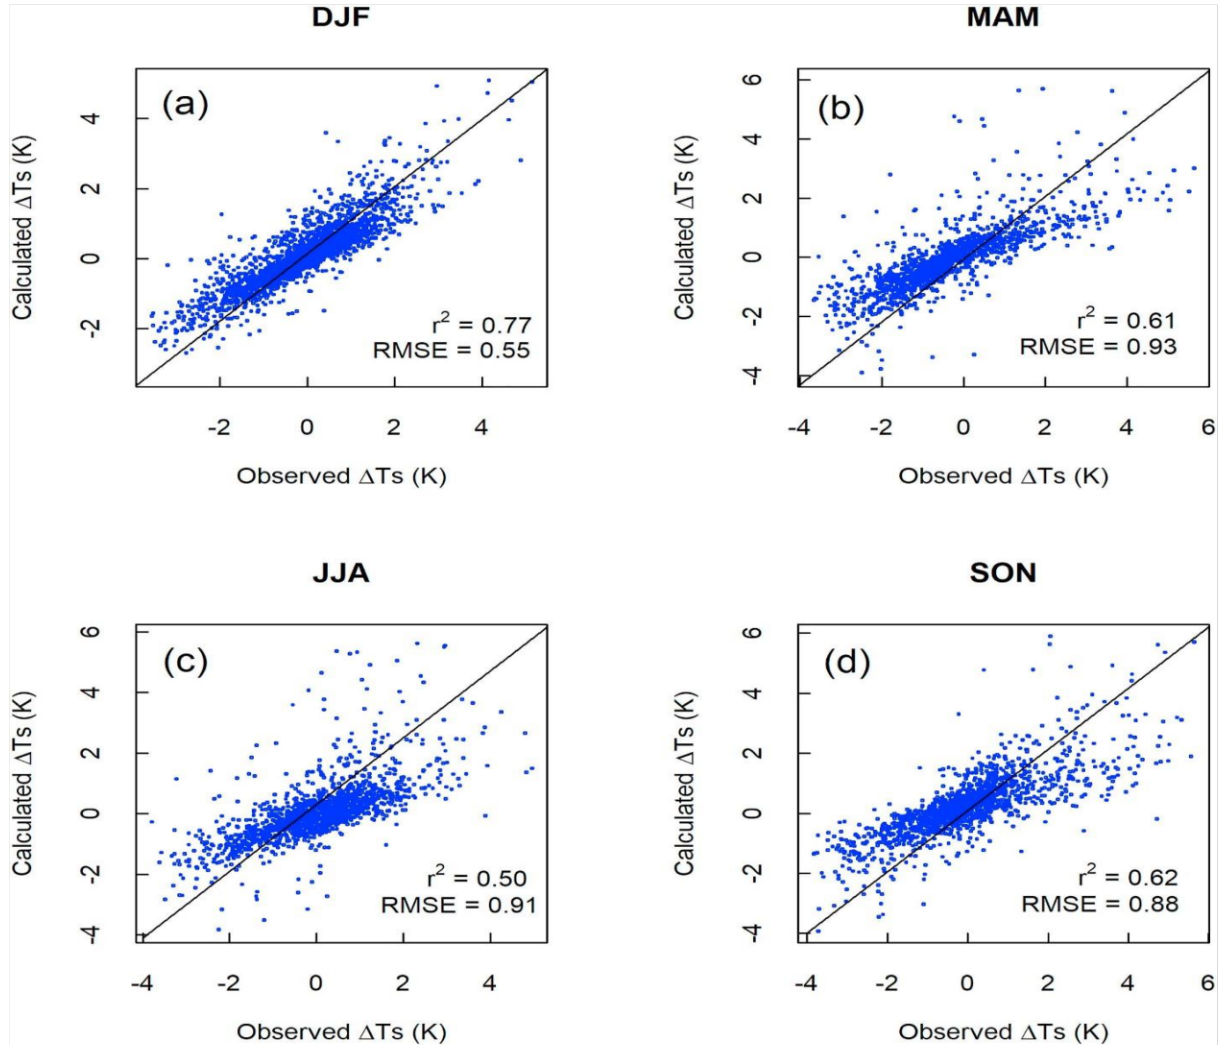 DJF
(a)
Calculated ΔTs (K)
4
2
0
-2
r² = 0.77
RMSE = 0.55
-2 0 2 4
Observed ΔTs (K)
MAM
(b)
Calculated ΔTs (K)
6
4
2
0
-2
-4
r² = 0.61
RMSE = 0.93
-4 -2 0 2 4 6
Observed ΔTs (K)
JJA
(c)
Calculated ΔTs (K)
6
4
2
0
-2
-4
r² = 0.50
RMSE = 0.91
-4 -2 0 2 4
Observed ΔTs (K)
SON
(d)
Calculated ΔTs (K)
6
4
2
0
-2
-4
r² = 0.62
RMSE = 0.88
-4 -2 0 2 4 6
Observed ΔTs (K)